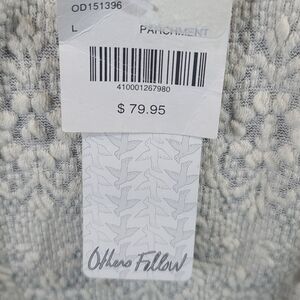 OD151396
L PARCHMENT
410001267980
$ 79.95
Others Follow